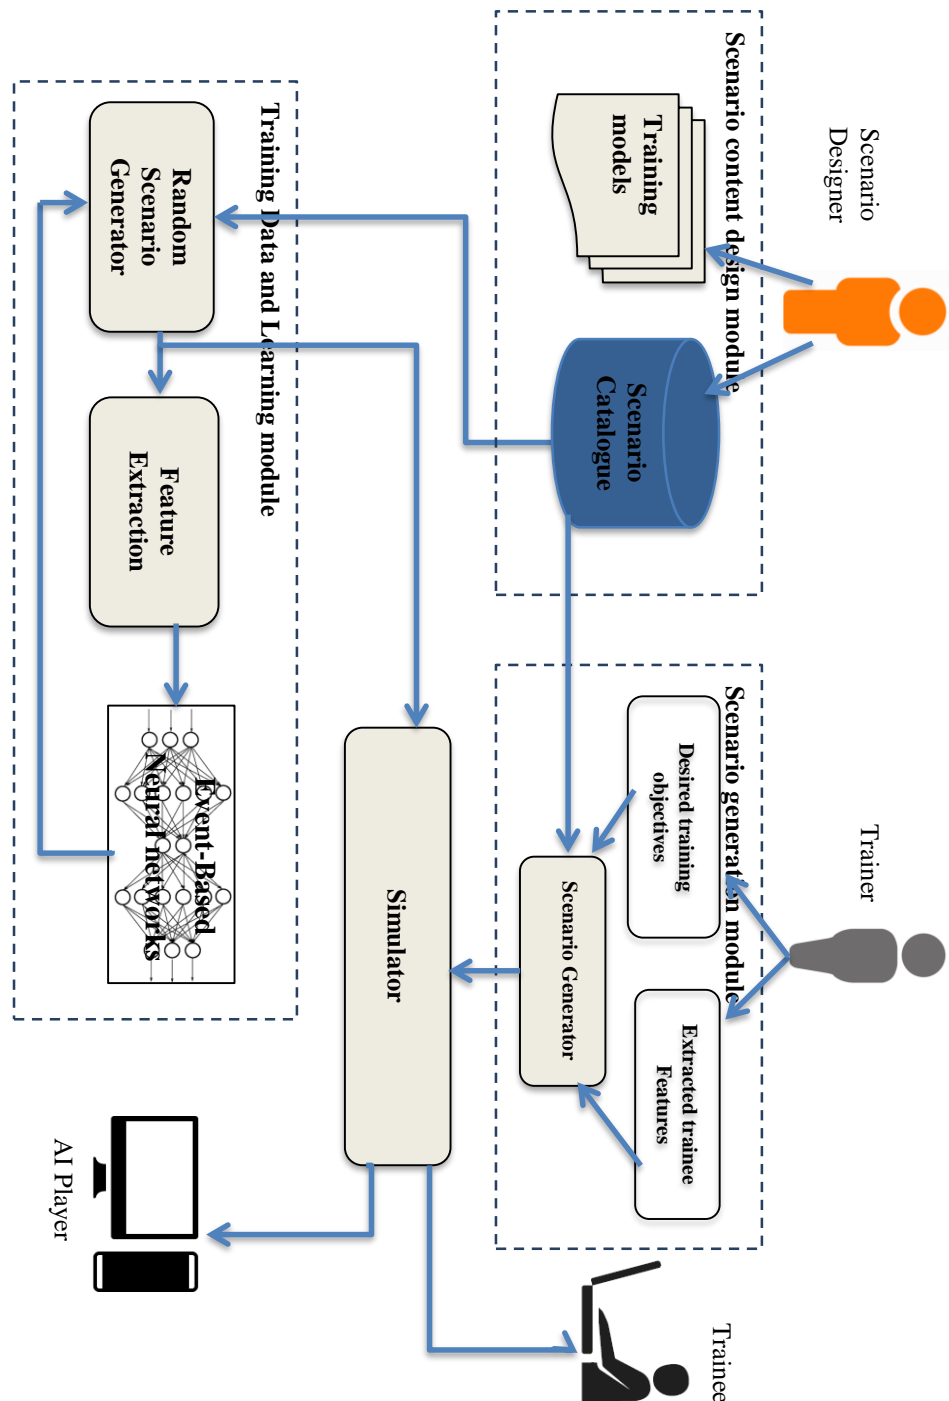 Scenario
Designer
Trainer
Scenario content design module
Training
models
Scenario
Catalogue
Scenario generation module
Desired training
objectives
Extracted trainee
Features
Scenario Generator
Trainee
Simulator
Training Data and Learning module
Random
Scenario
Generator
Feature
Extraction
Event-Based
Neural networks
AI Player